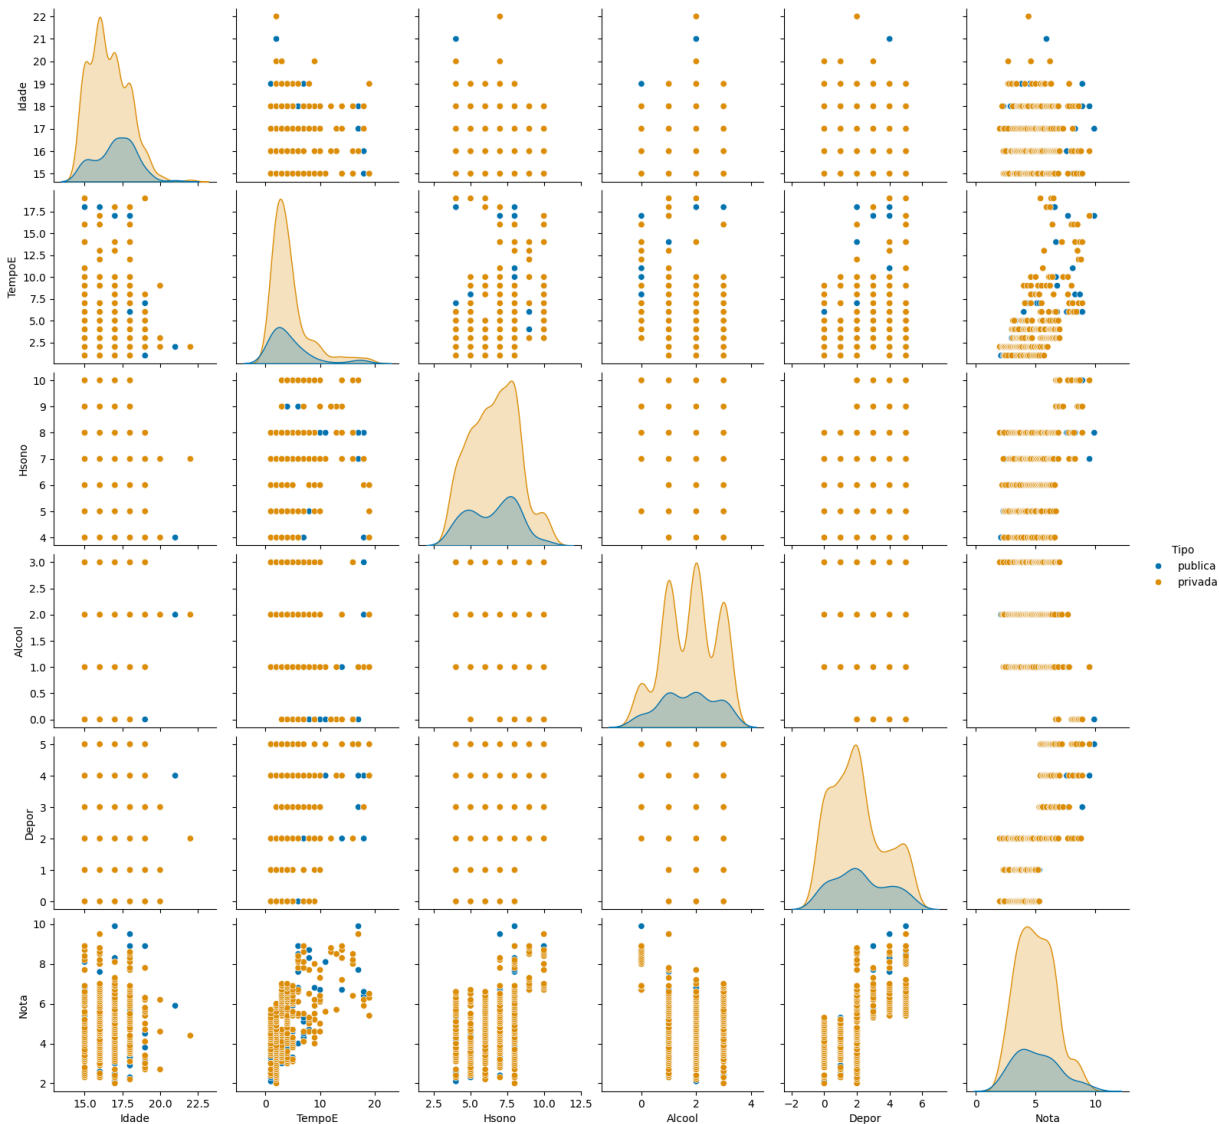 22
21
20
19
18
17
16
15
Idade
17.5
15.0
12.5
10.0
7.5
5.0
2.5
TempoE
10
9
8
7
6
5
4
Hsono
3.0
2.5
2.0
1.5
1.0
0.5
0.0
Alcool
Tipo
publica
privada
5
4
3
2
1
0
Depor
10
8
6
4
2
Nota
15.0 17.5 20.0 22.5
Idade
0 10 20
TempoE
2.5 5.0 7.5 10.0 12.5
Hsono
0 2 4
Alcool
−2 0 2 4 6
Depor
0 5 10
Nota